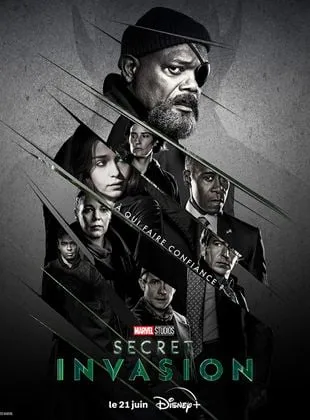 À QUI FAIRE CONFIANCE
MARVEL STUDIOS
SECRET
INVASION
le 21 juin Disney+